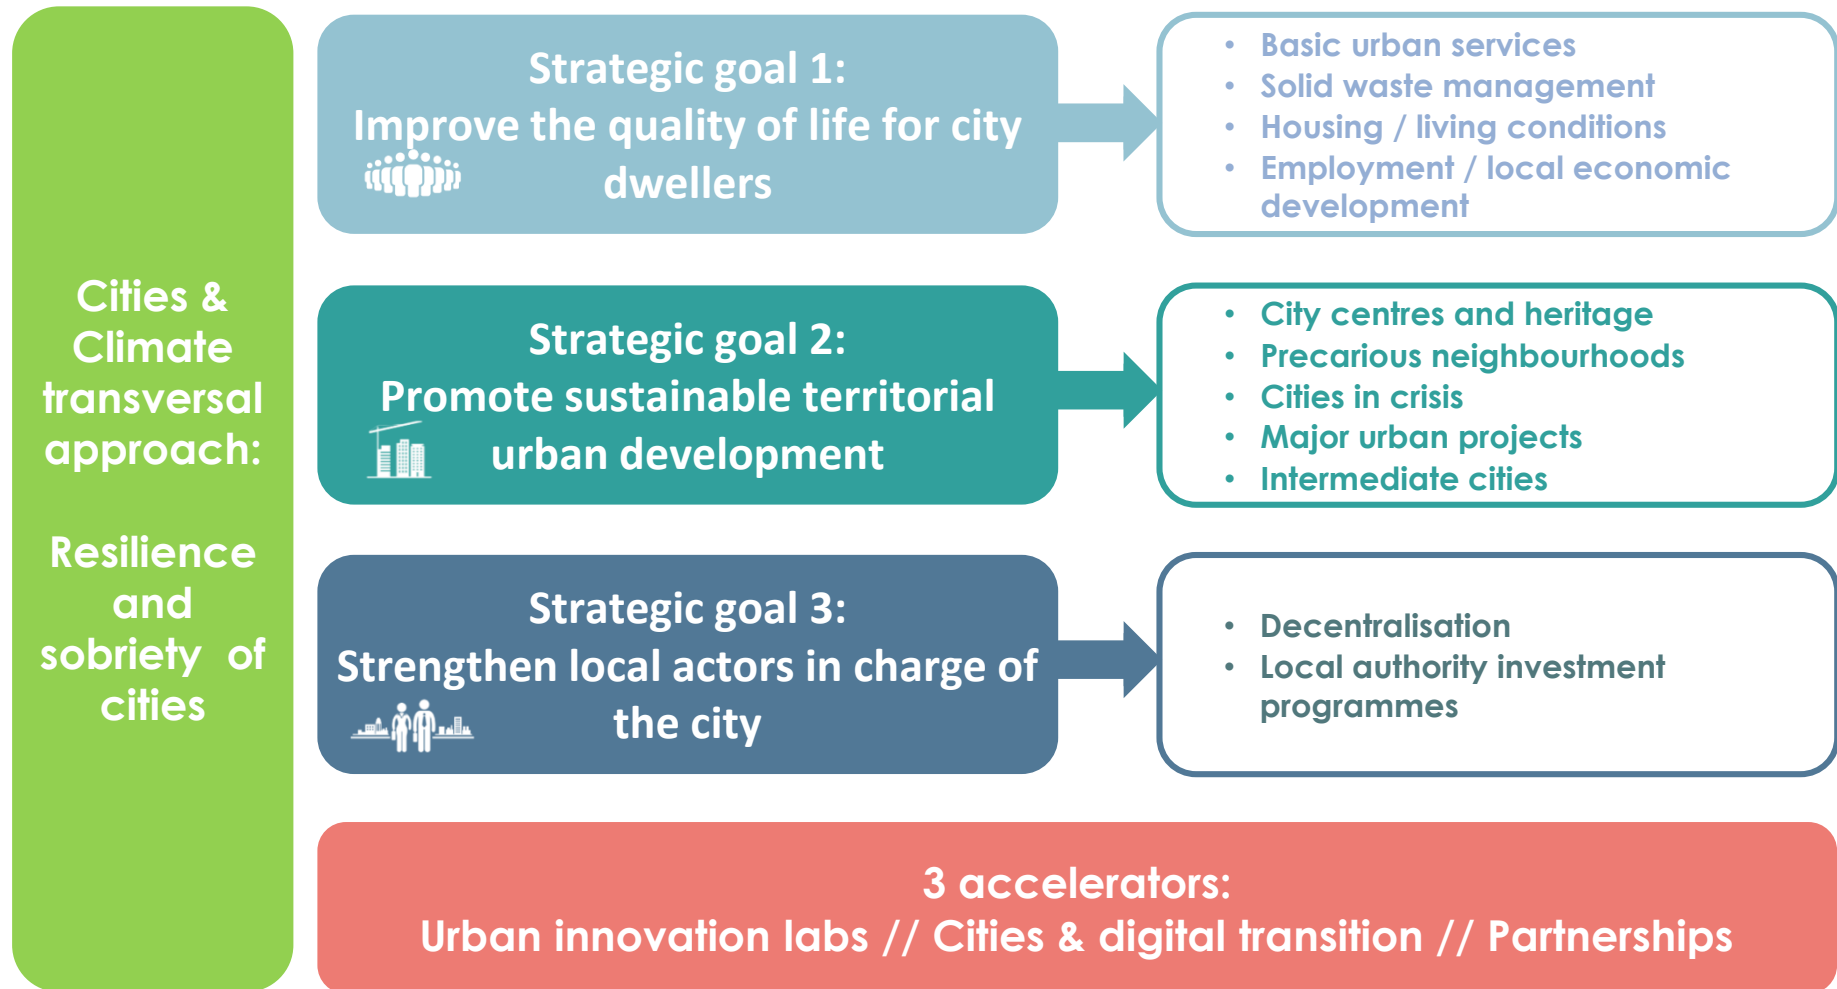 Cities &
Climate
transversal
approach:
Resilience
and
sobriety of
cities
Strategic goal 1:
Improve the quality of life for city
dwellers
• Basic urban services
• Solid waste management
• Housing / living conditions
• Employment / local economic
development
Strategic goal 2:
Promote sustainable territorial
urban development
• City centres and heritage
• Precarious neighbourhoods
• Cities in crisis
• Major urban projects
• Intermediate cities
Strategic goal 3:
Strengthen local actors in charge of
the city
• Decentralisation
• Local authority investment
programmes
3 accelerators:
Urban innovation labs // Cities & digital transition // Partnerships